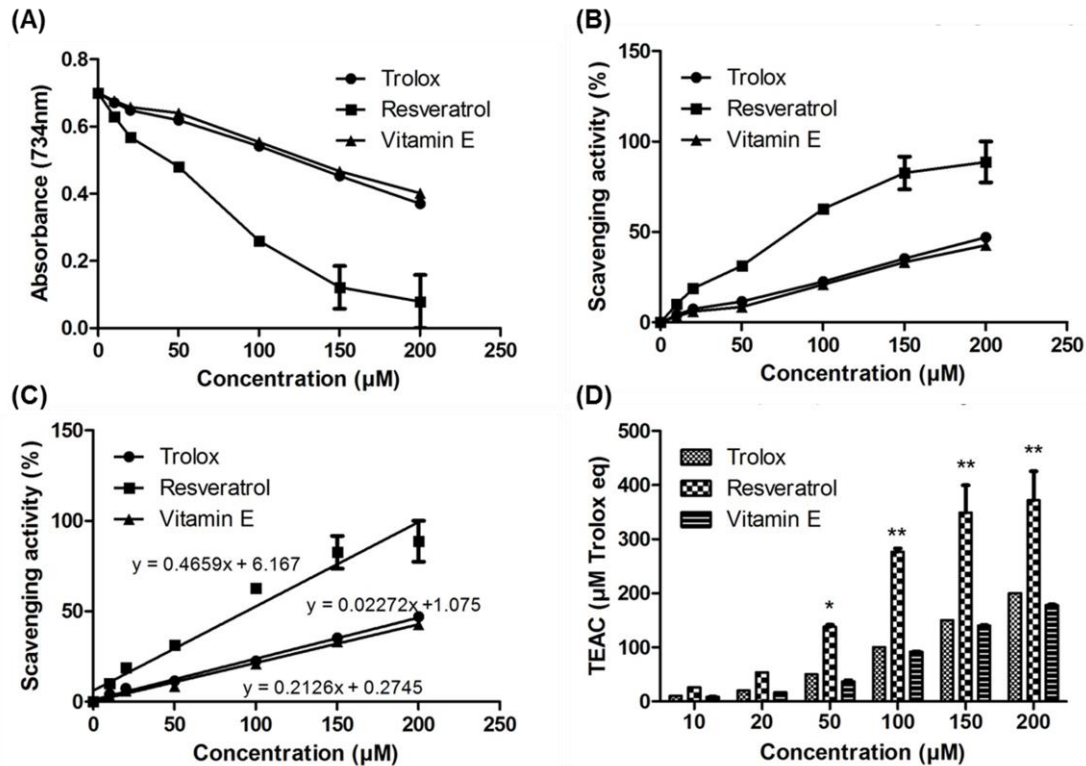 (A)
Absorbance (734nm)
0.8
0.6
0.4
0.2
0.0
Trolox
Resveratrol
Vitamin E
0 50 100 150 200 250
Concentration (µM)
(B)
Scavenging activity (%)
150
100
50
0
Trolox
Resveratrol
Vitamin E
0 50 100 150 200 250
Concentration (µM)
(C)
Scavenging activity (%)
150
100
50
0
Trolox
Resveratrol
Vitamin E
y = 0.4659x + 6.167
y = 0.02272x +1.075
y = 0.2126x + 0.2745
0 50 100 150 200 250
Concentration (µM)
(D)
TEAC (µM Trolox eq)
500
400
300
200
100
0
Trolox
Resveratrol
Vitamin E
* ** ** **
10 20 50 100 150 200
Concentration (µM)